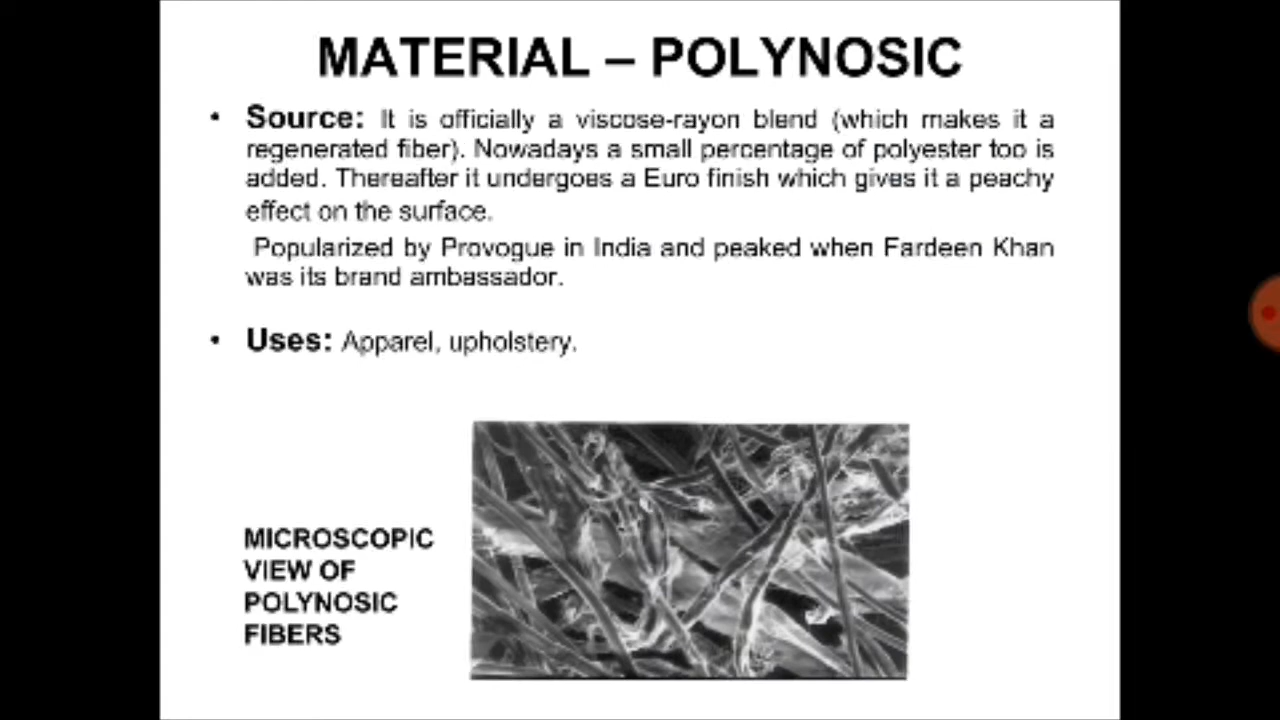 MATERIAL – POLYNOSIC
• Source: It is officially a viscose-rayon blend (which makes it a
regenerated fiber). Nowadays a small percentage of polyester too is
added. Thereafter it undergoes a Euro finish which gives it a peachy
effect on the surface.
Popularized by Provogue in India and peaked when Fardeen Khan
was its brand ambassador.
• Uses: Apparel, upholstery.
MICROSCOPIC
VIEW OF
POLYNOSIC
FIBERS